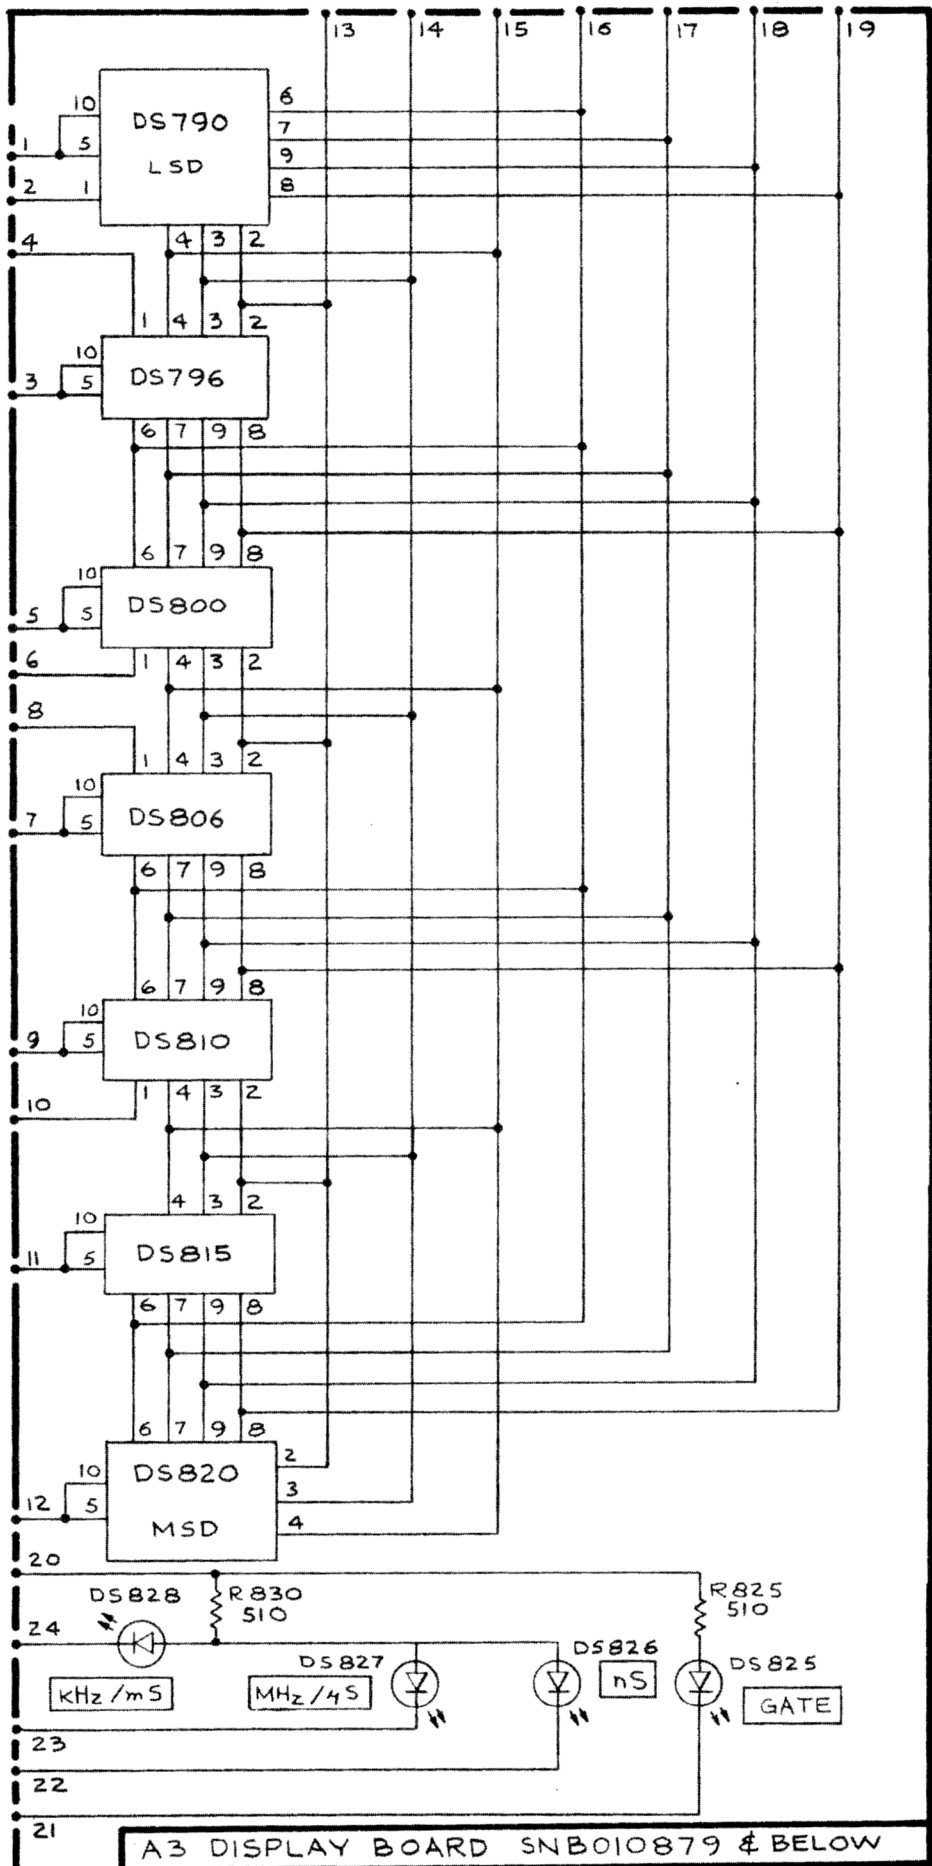 13 14 15 16 17 18 19
10 DS790 6
7
1 5 LSD 9
2 1 8
4 4 3 2
1 4 3 2
10
3 5 DS796
6 7 9 8
6 7 9 8
10
5 5 DS800
6 1 4 3 2
8
1 4 3 2
10
7 5 DS806
6 7 9 8
6 7 9 8
10
9 5 DS810
10 1 4 3 2
4 3 2
10
11 5 DS815
6 7 9 8
6 7 9 8
10 DS820 2
3
12 5 MSD 4
20
DS828 R830 R825
510 510
24 DS827 DS826 DS825
kHz/mS MHz/µS nS GATE
23
22
21
A3 DISPLAY BOARD SNB010879 & BELOW